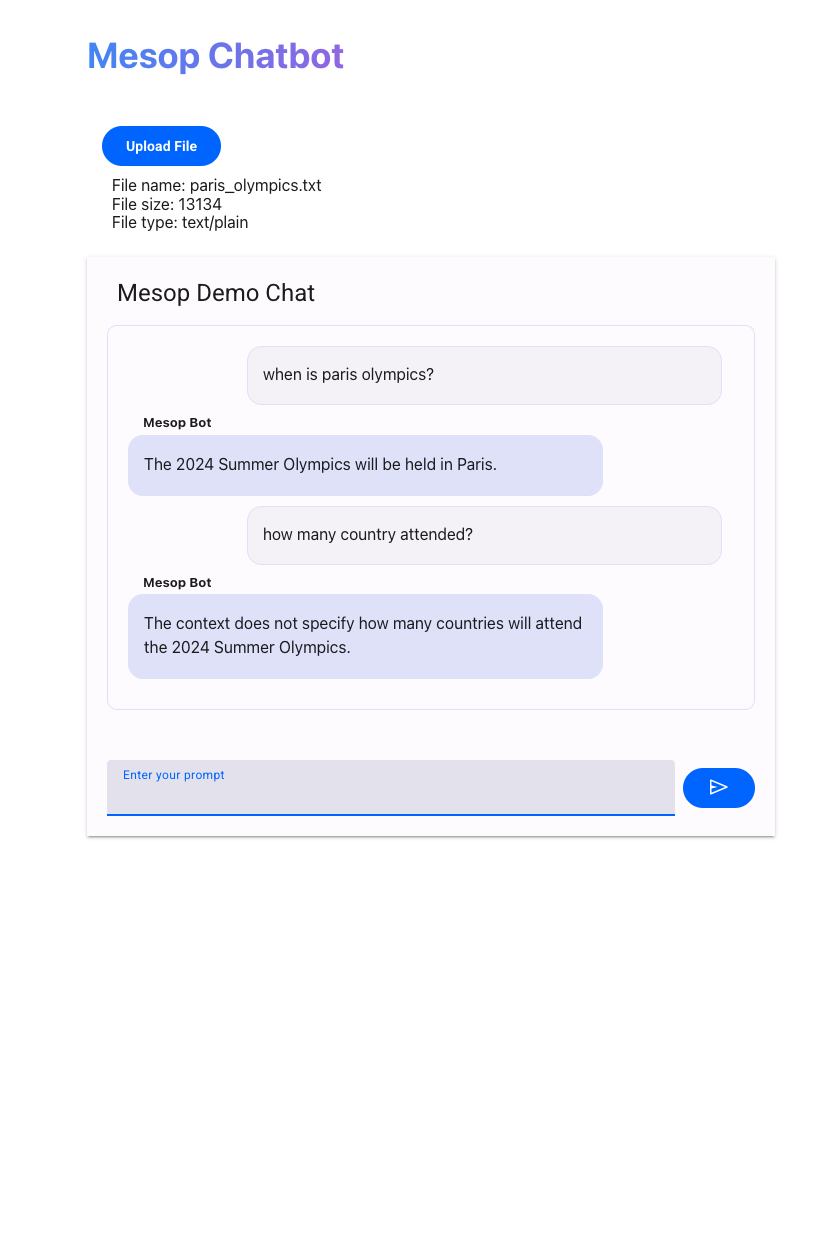 Mesop Chatbot
Upload File
File name: paris_olympics.txt
File size: 13134
File type: text/plain
Mesop Demo Chat
when is paris olympics?
Mesop Bot
The 2024 Summer Olympics will be held in Paris.
how many country attended?
Mesop Bot
The context does not specify how many countries will attend
the 2024 Summer Olympics.
Enter your prompt